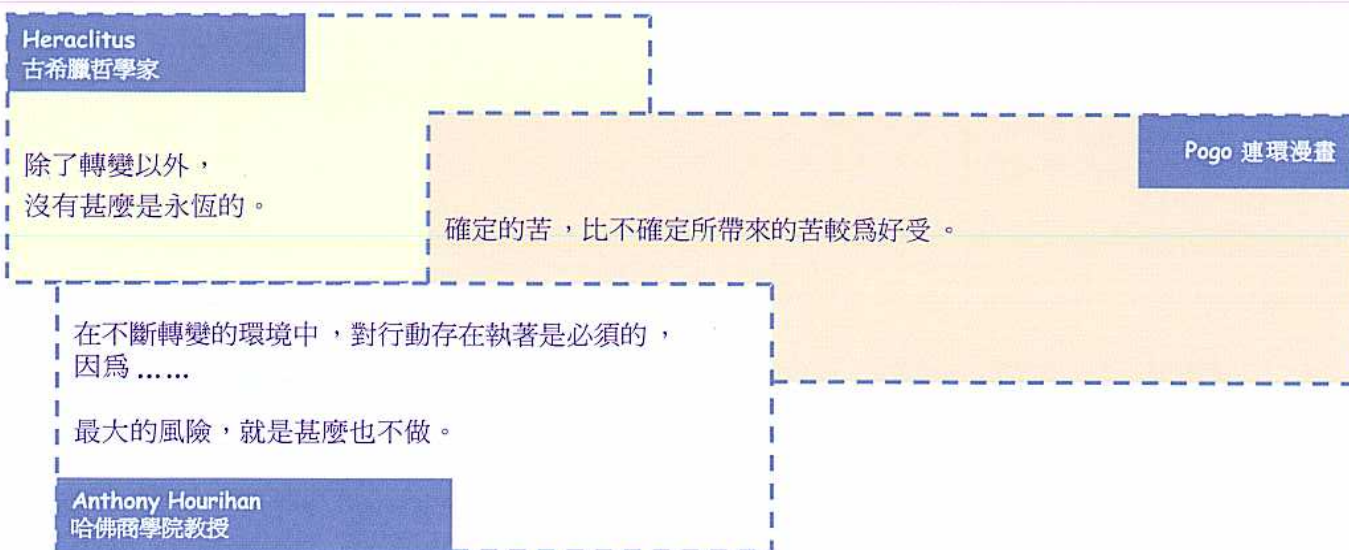 Heraclitus
古希臘哲學家
除了轉變以外，
沒有甚麼是永恆的。
Pogo 連環漫畫
確定的苦，比不確定所帶來的苦較爲好受。
在不斷轉變的環境中，對行動存在執著是必須的，
因爲......
最大的風險，就是甚麼也不做。
Anthony Hourihan
哈佛商學院教授